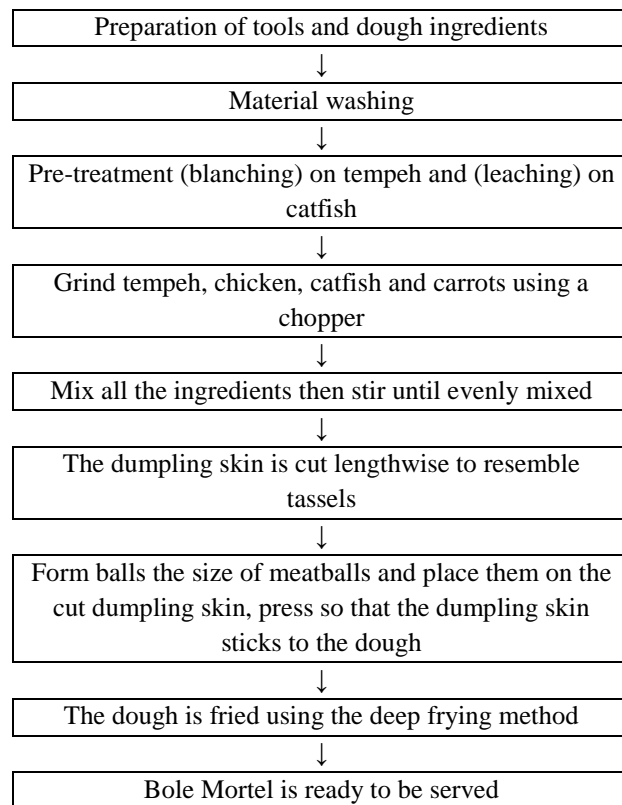 Preparation of tools and dough ingredients
↓
Material washing
↓
Pre-treatment (blanching) on tempeh and (leaching) on
catfish
↓
Grind tempeh, chicken, catfish and carrots using a
chopper
↓
Mix all the ingredients then stir until evenly mixed
↓
The dumpling skin is cut lengthwise to resemble
tassels
↓
Form balls the size of meatballs and place them on the
cut dumpling skin, press so that the dumpling skin
sticks to the dough
↓
The dough is fried using the deep frying method
↓
Bole Mortel is ready to be served